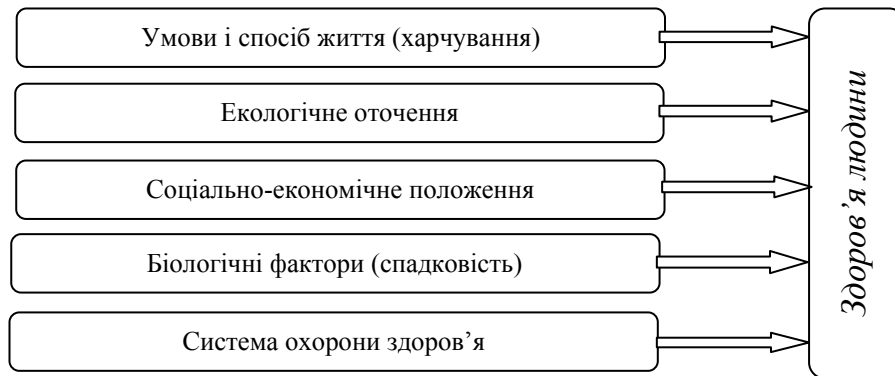 Умови і спосіб життя (харчування)
Екологічне оточення
Соціально-економічне положення
Біологічні фактори (спадковість)
Система охорони здоров’я
Здоров’я людини